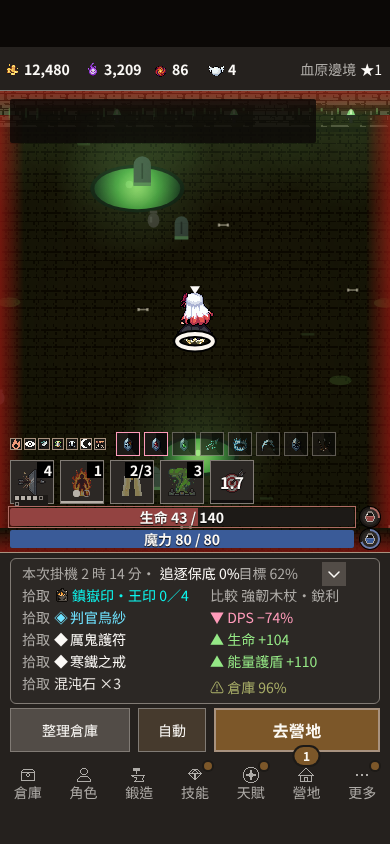 12,480 3,209 86 4 血原邊境 ★1
4 1 2/3 3 17
生命 43 / 140
魔力 80 / 80
本次掛機 2 時 14 分・ 追逐保底 0%目標 62%
拾取 鎮嶽印・王印 0／4
拾取 ◈判官烏紗
拾取 ◆厲鬼護符
拾取 ◆寒鐵之戒
拾取 混沌石 ×3
比較 強韌木杖・銳利
▼ DPS −74%
▲ 生命 +104
▲ 能量護盾 +110
⚠ 倉庫 96%
整理倉庫 自動 去營地
1
倉庫 角色 鍛造 技能 天賦 營地 更多